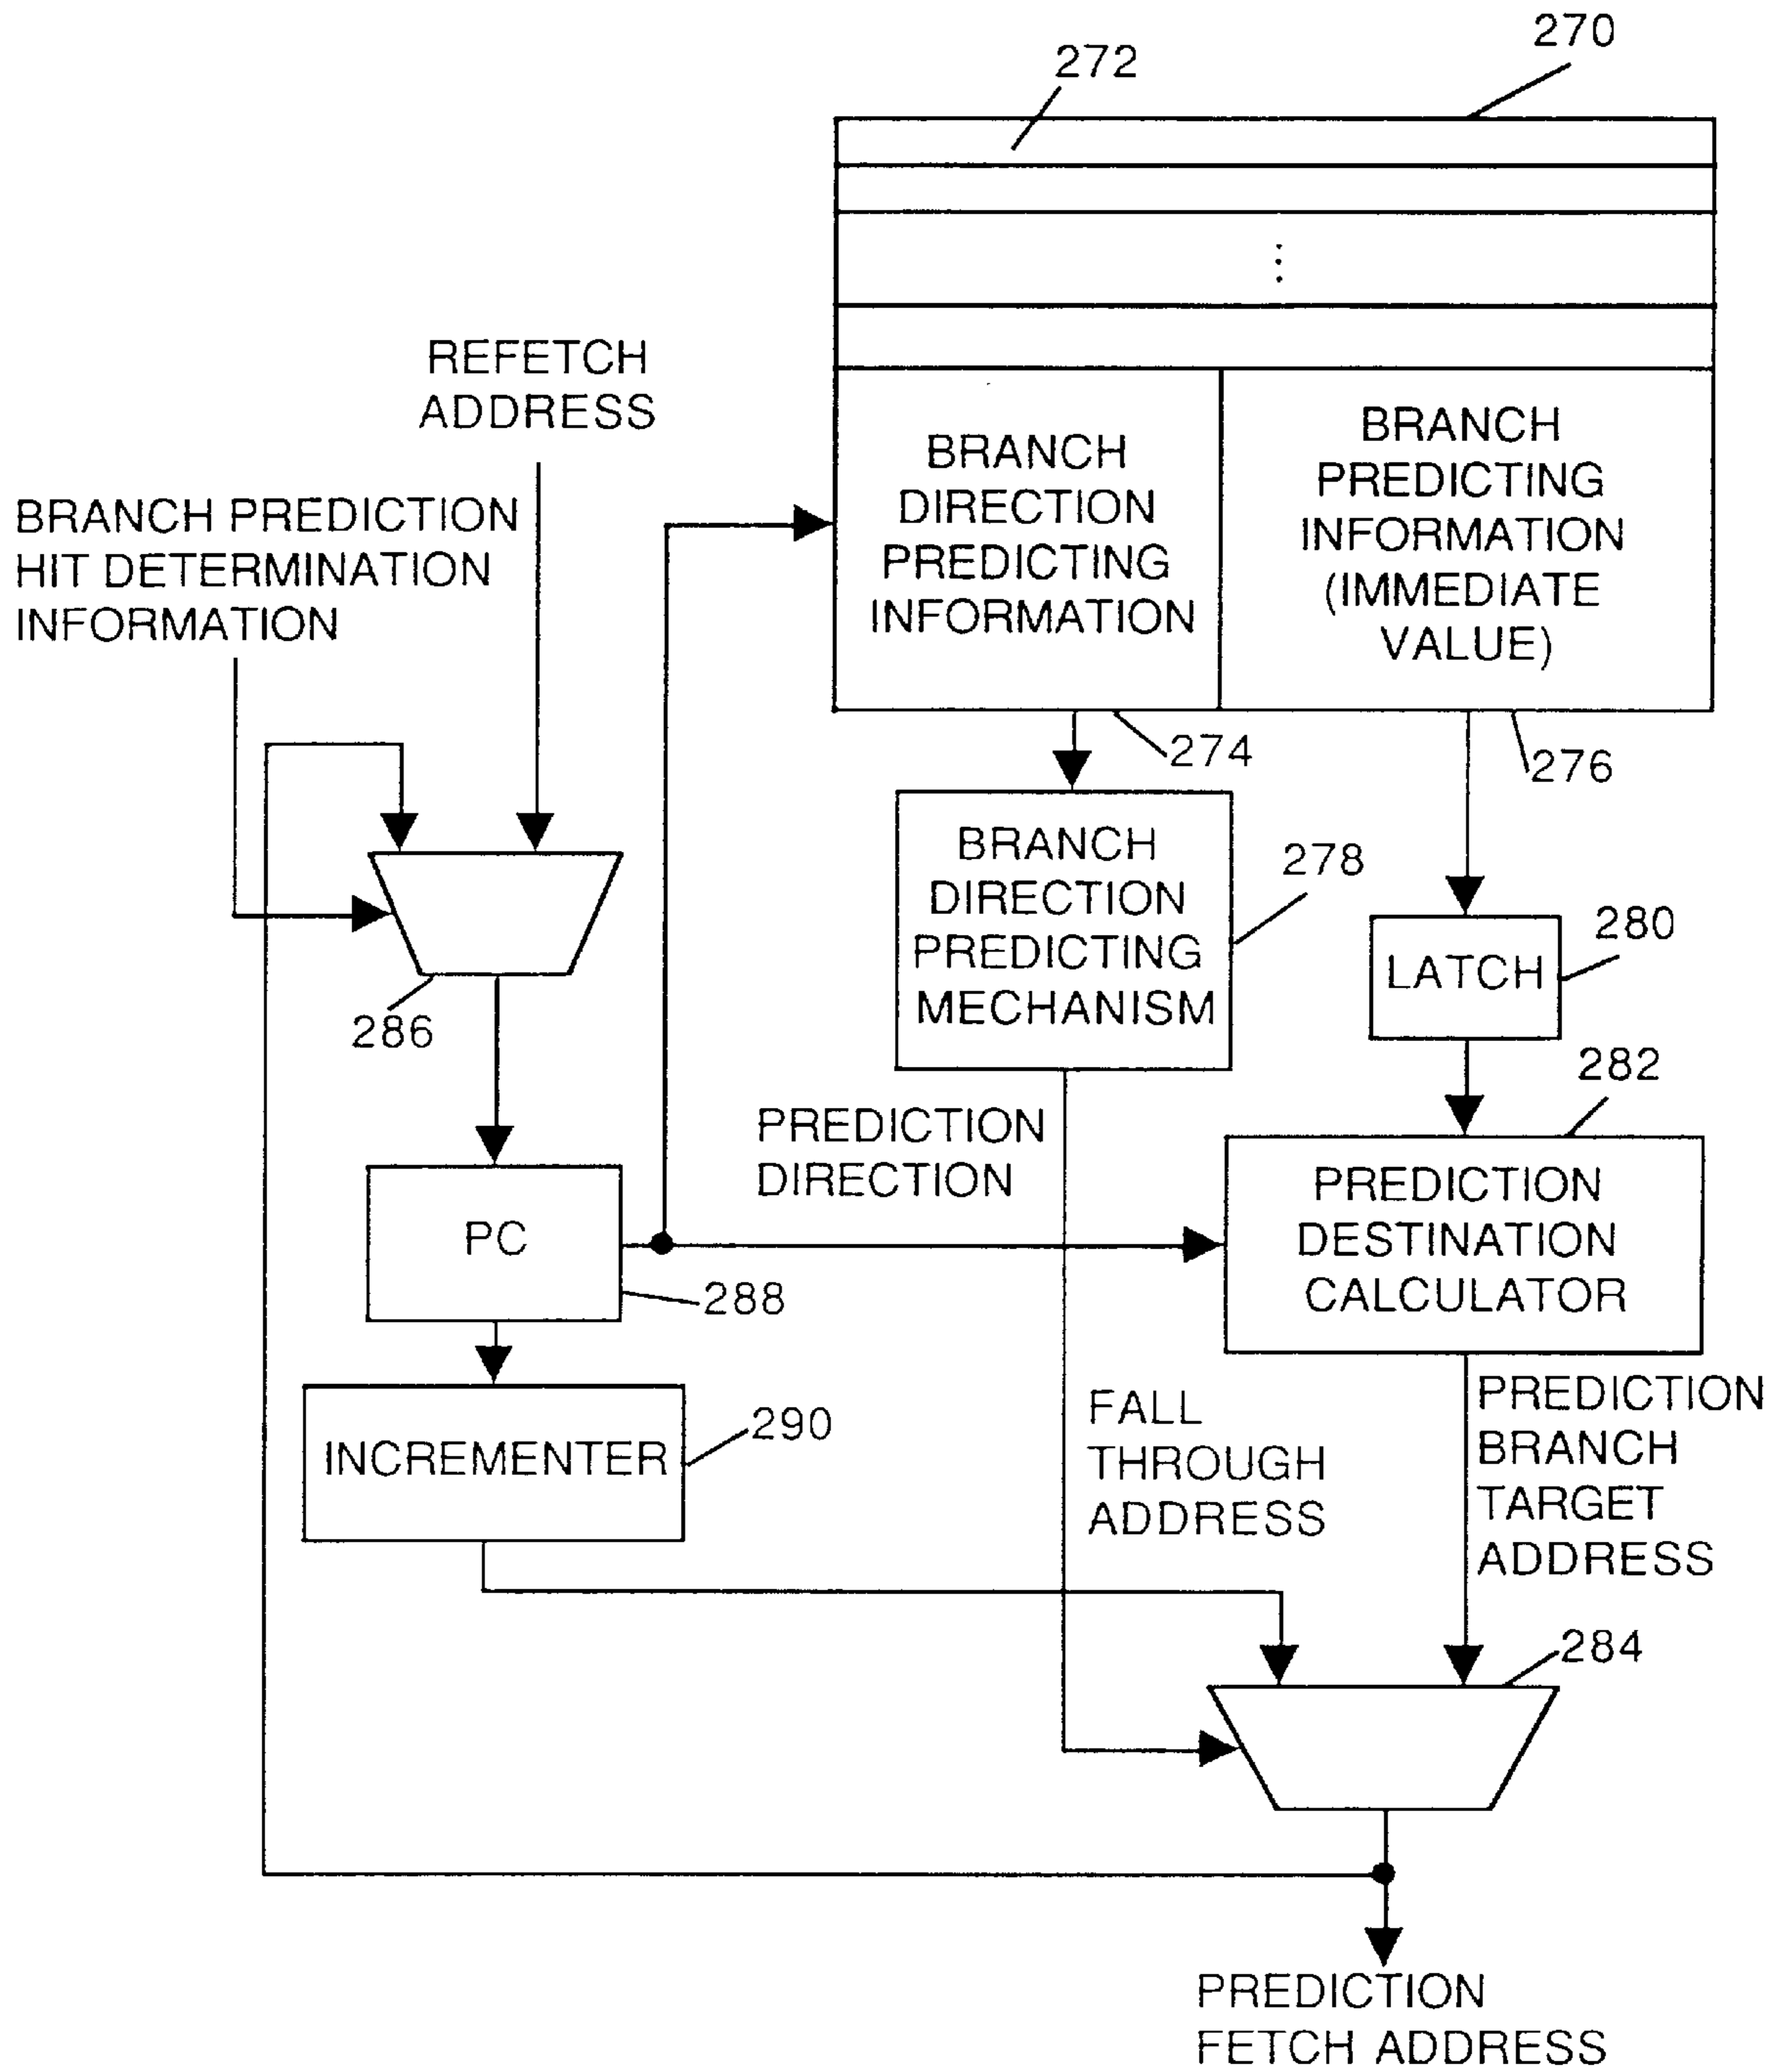 270
272
REFETCH
ADDRESS
BRANCH PREDICTION
HIT DETERMINATION
INFORMATION
BRANCH
DIRECTION
PREDICTING
INFORMATION
BRANCH
PREDICTING
INFORMATION
(IMMEDIATE
VALUE)
274
276
BRANCH
DIRECTION
PREDICTING
MECHANISM
278
280
LATCH
286
282
PREDICTION
DIRECTION
PC
288
PREDICTION
DESTINATION
CALCULATOR
INCREMENTER
290
FALL
THROUGH
ADDRESS
PREDICTION
BRANCH
TARGET
ADDRESS
284
PREDICTION
FETCH ADDRESS